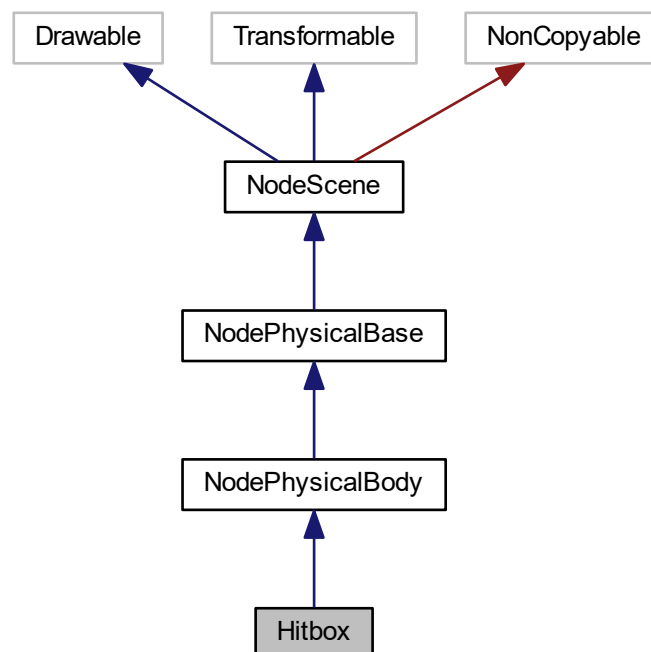 Drawable
Transformable
NonCopyable
NodeScene
NodePhysicalBase
NodePhysicalBody
Hitbox